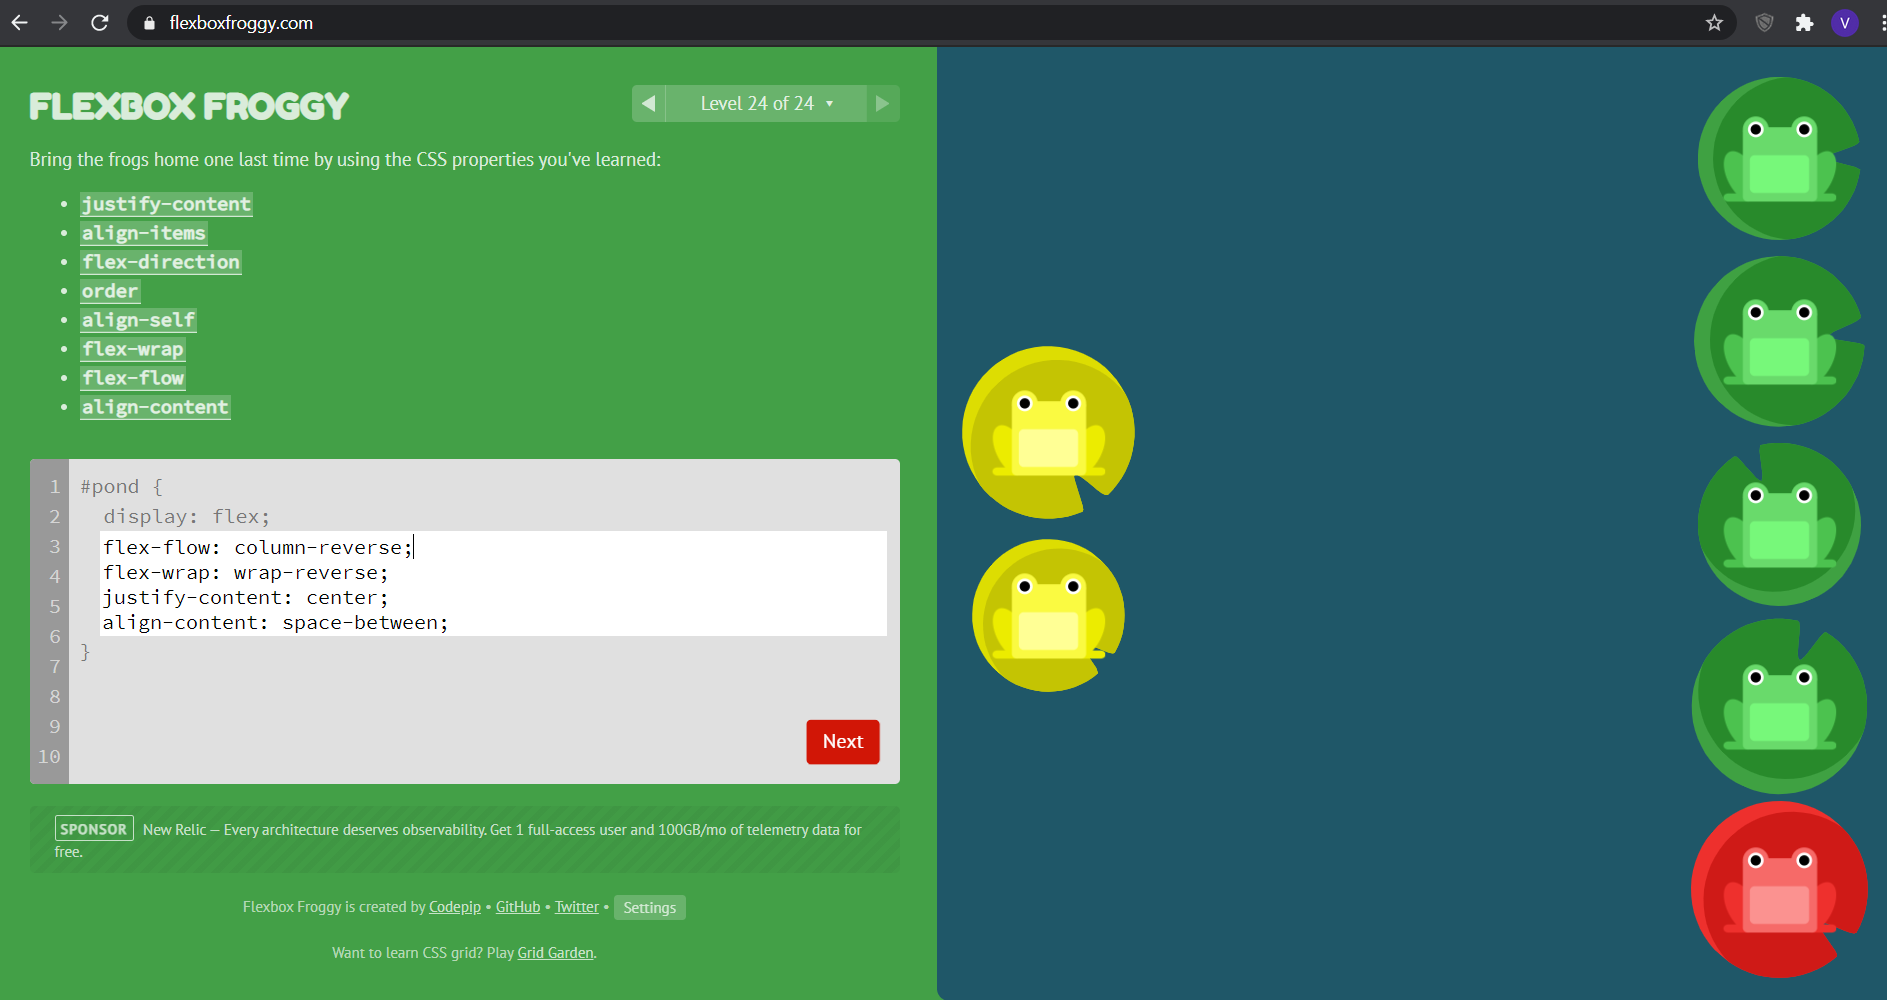 flexboxfroggy.com
V
FLEXBOX FROGGY
Level 24 of 24
Bring the frogs home one last time by using the CSS properties you've learned:
justify-content
align-items
flex-direction
order
align-self
flex-wrap
flex-flow
align-content
1 #pond {
2 display: flex;
3 flex-flow: column-reverse;
4 flex-wrap: wrap-reverse;
5 justify-content: center;
6 align-content: space-between;
7 }
8
9
10
Next
SPONSOR New Relic — Every architecture deserves observability. Get 1 full-access user and 100GB/mo of telemetry data for
free.
Flexbox Froggy is created by Codepip • GitHub • Twitter • Settings
Want to learn CSS grid? Play Grid Garden.